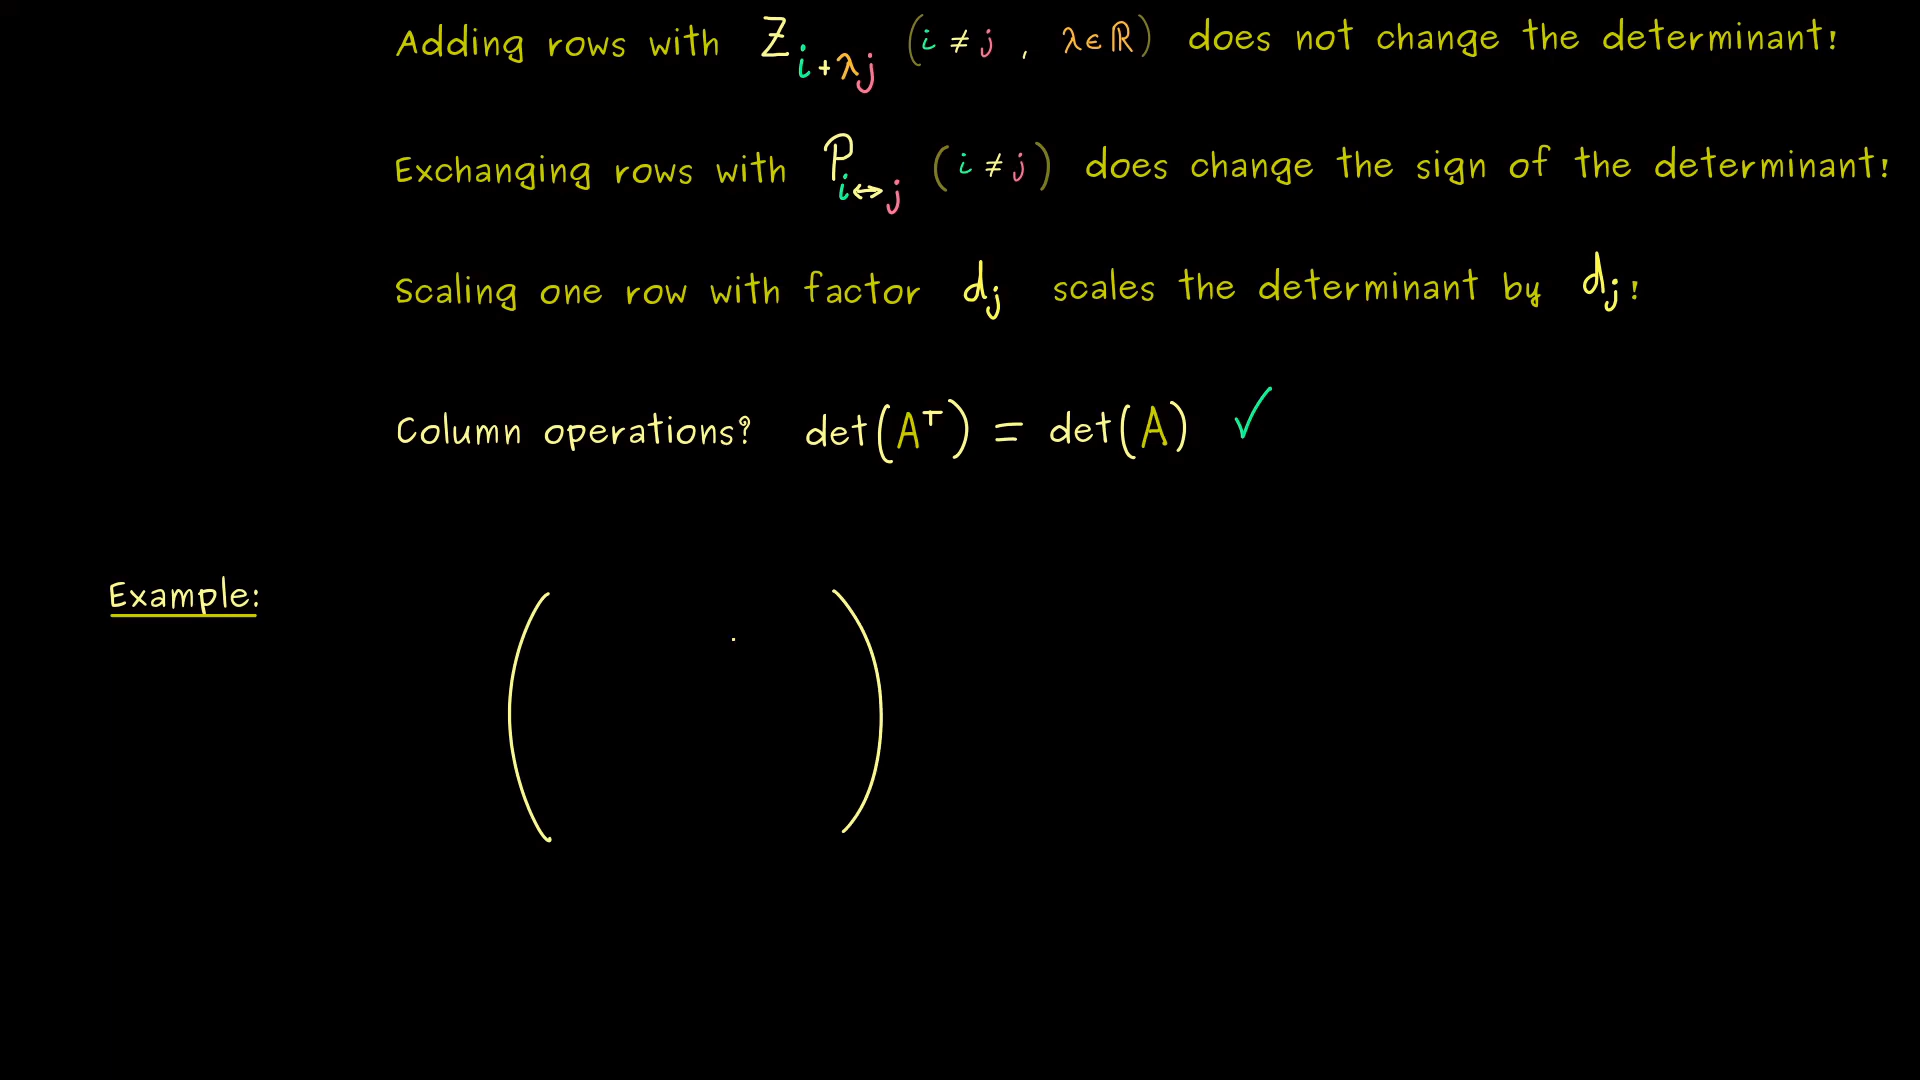 Adding rows with Z_{i+λj} (i ≠ j , λ ∈ ℝ) does not change the determinant!
Exchanging rows with P_{i↔j} (i ≠ j) does change the sign of the determinant!
Scaling one row with factor d_j scales the determinant by d_j!
Column operations? det(A^T) = det(A) ✓
Example: ( )